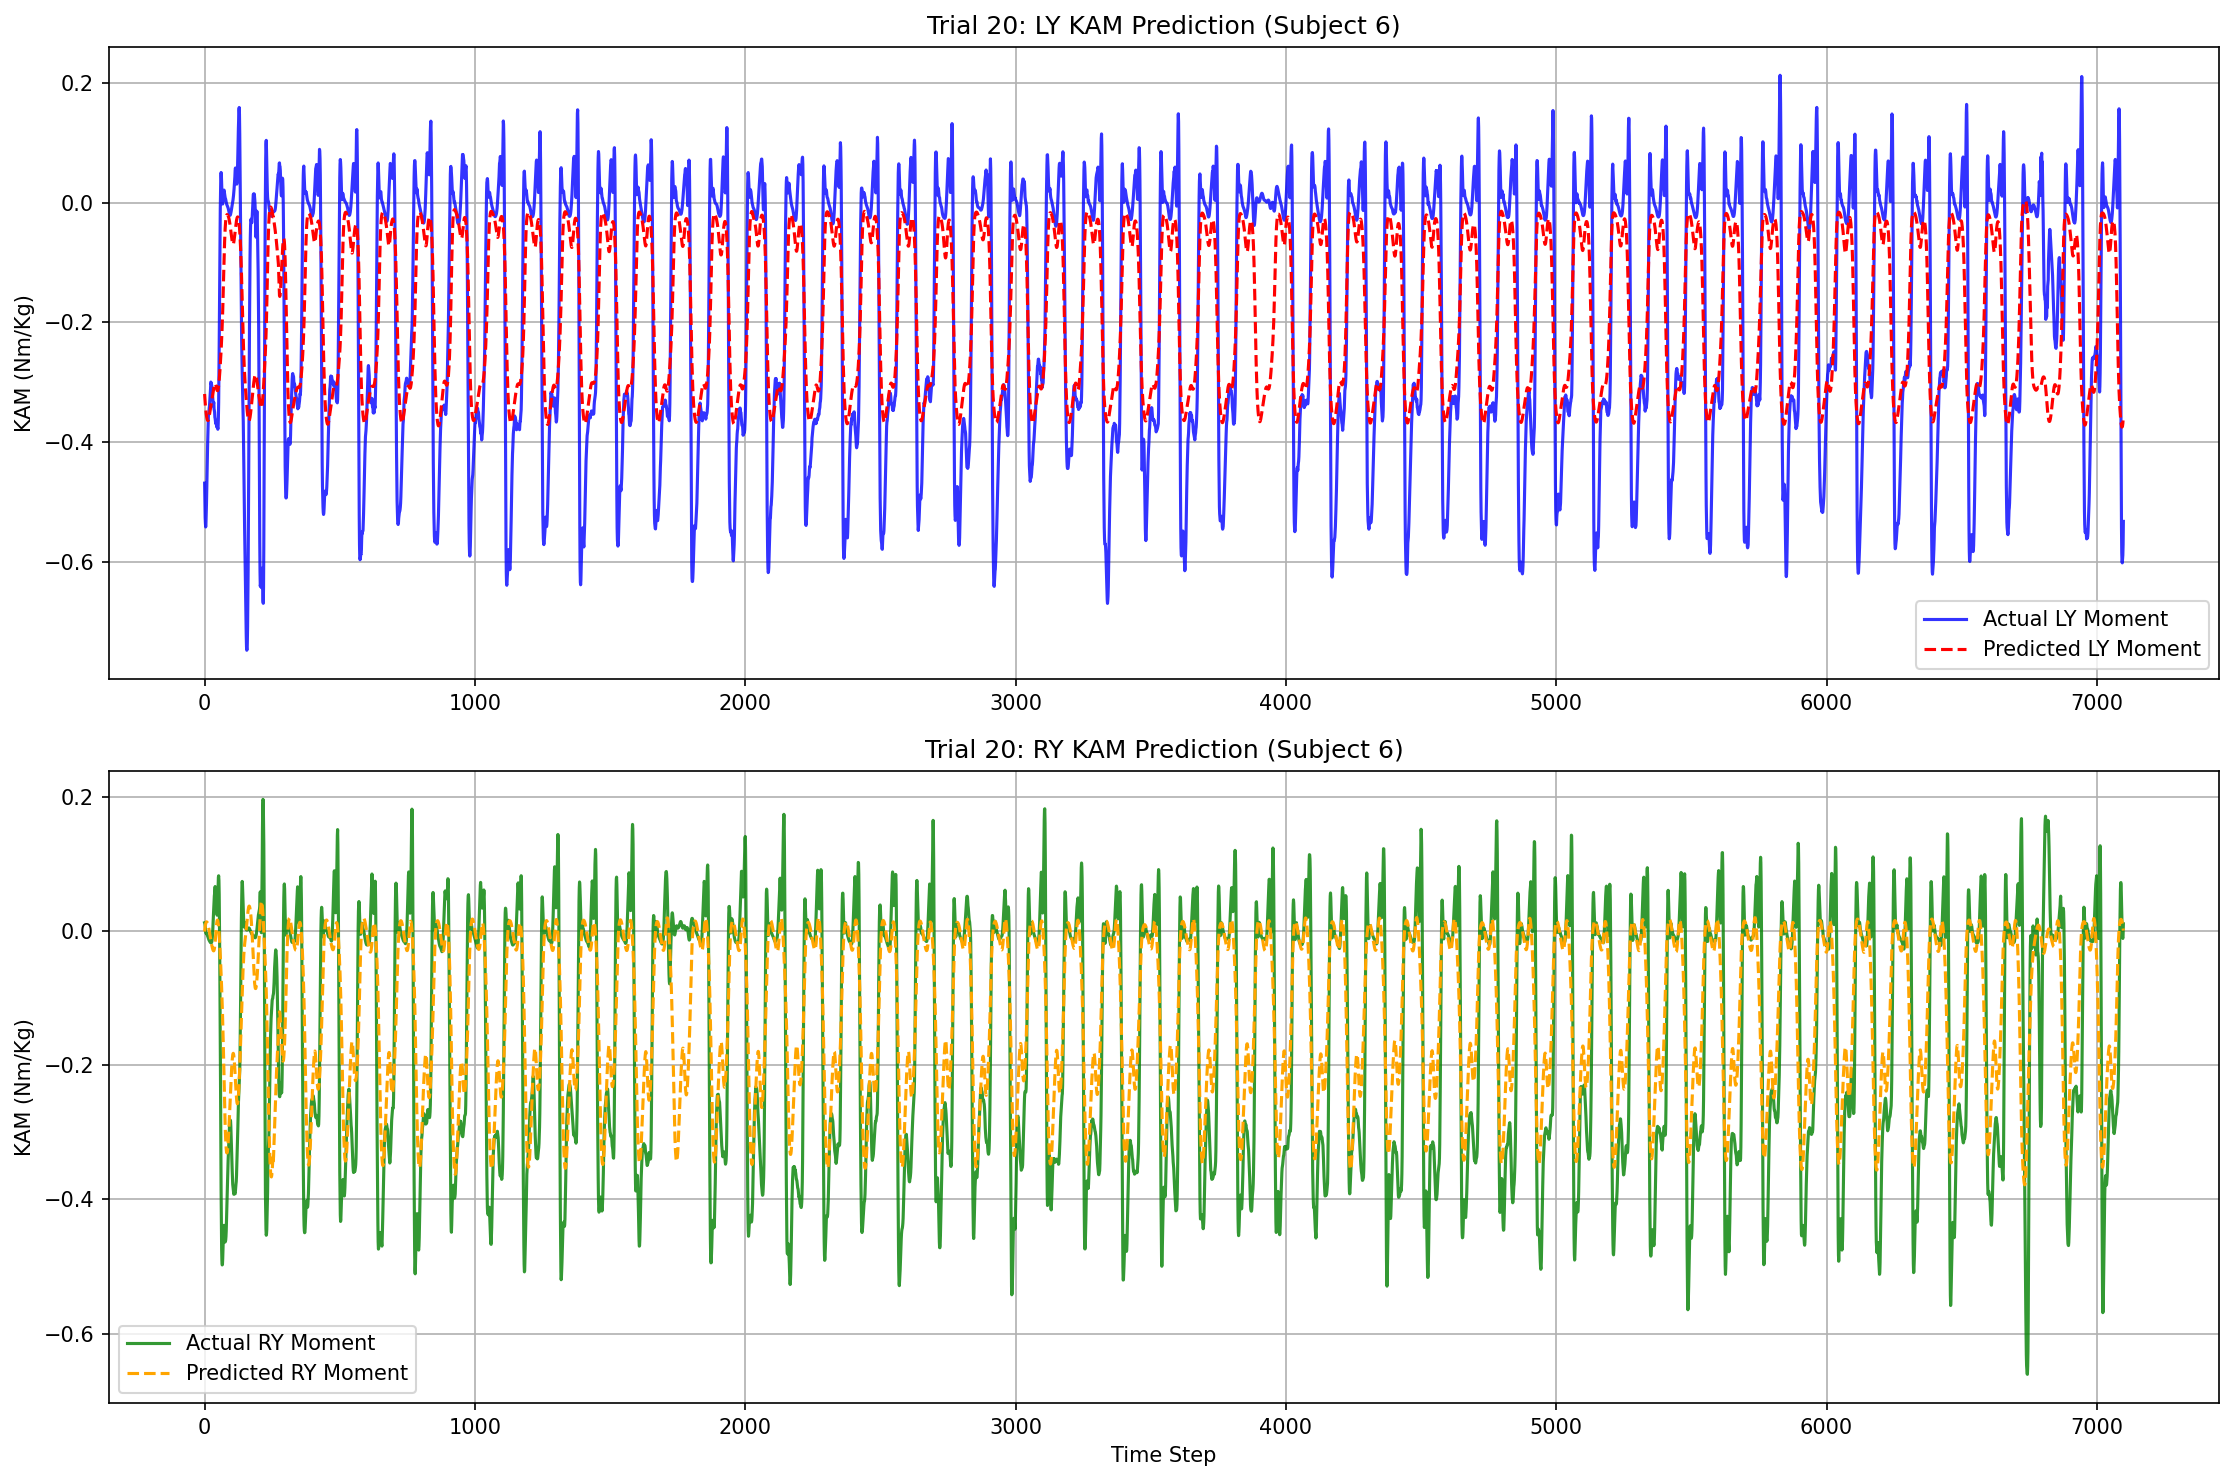 Trial 20: LY KAM Prediction (Subject 6)
0.2
0.0
−0.2
−0.4
−0.6
KAM (Nm/Kg)
Actual LY Moment
Predicted LY Moment
0 1000 2000 3000 4000 5000 6000 7000
Trial 20: RY KAM Prediction (Subject 6)
0.2
0.0
−0.2
−0.4
−0.6
KAM (Nm/Kg)
Actual RY Moment
Predicted RY Moment
0 1000 2000 3000 4000 5000 6000 7000
Time Step